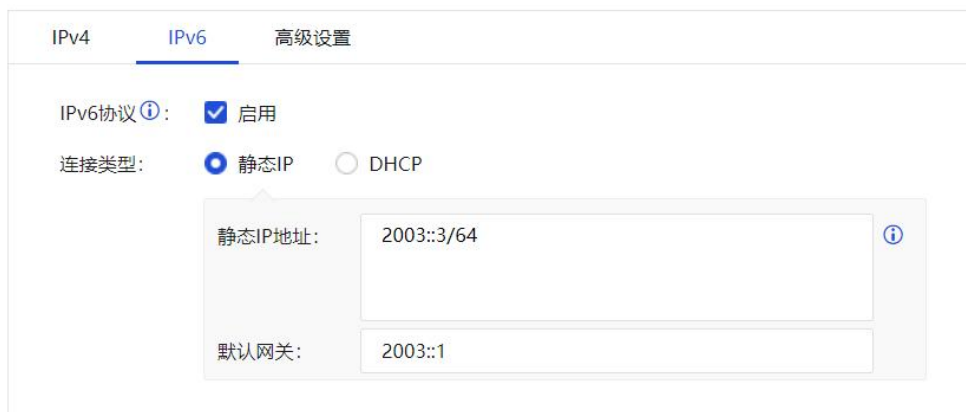 IPv4 IPv6 高级设置
IPv6协议: 启用
连接类型: 静态IP DHCP
静态IP地址: 2003::3/64
默认网关: 2003::1